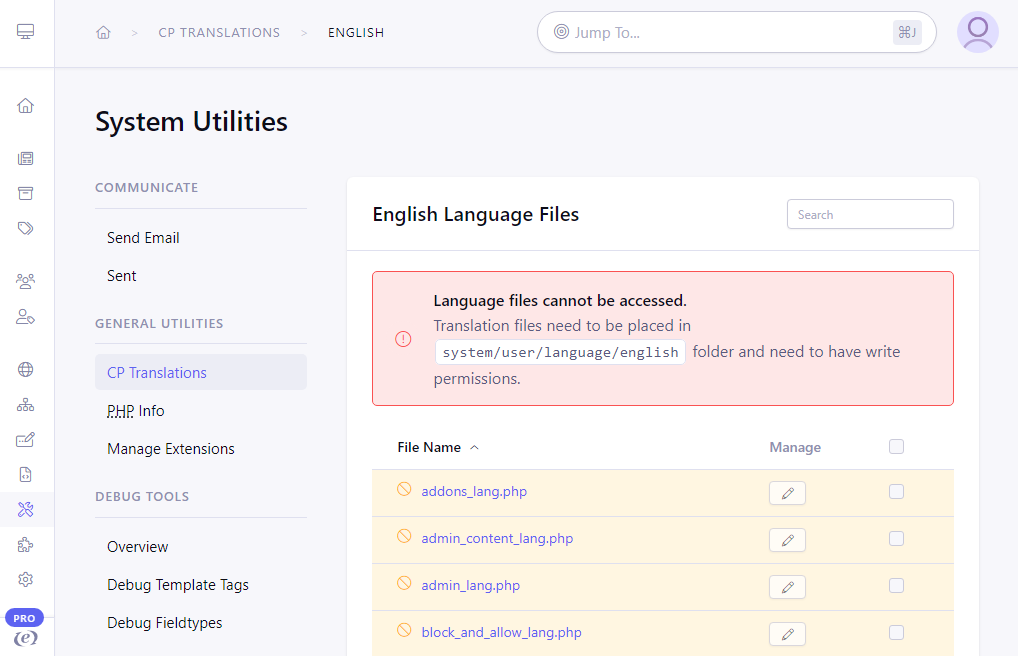 CP TRANSLATIONS > ENGLISH
Jump To...
⌘J
System Utilities
COMMUNICATE
Send Email
Sent
GENERAL UTILITIES
CP Translations
PHP Info
Manage Extensions
DEBUG TOOLS
Overview
Debug Template Tags
Debug Fieldtypes
PRO
English Language Files
Search
Language files cannot be accessed.
Translation files need to be placed in
system/user/language/english folder and need to have write
permissions.
File Name Manage
addons_lang.php
admin_content_lang.php
admin_lang.php
block_and_allow_lang.php